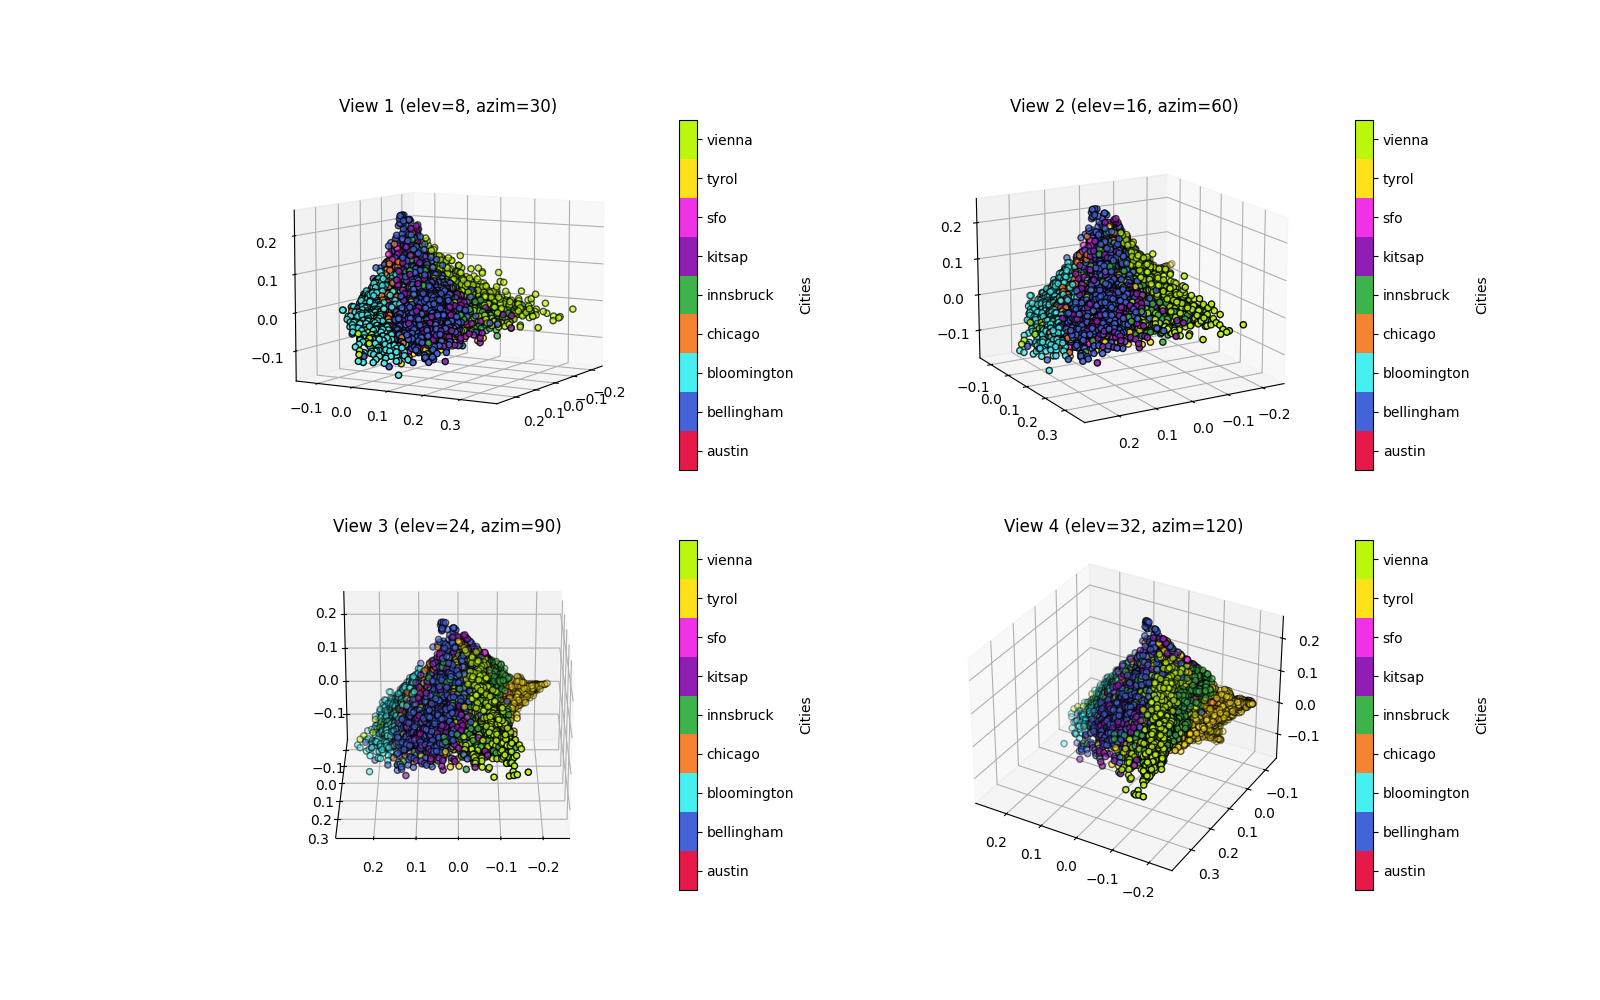 View 1 (elev=8, azim=30)
0.2
0.1
0.0
−0.1
−0.1
0.0
0.1
0.2
0.3
0.2
0.1
0.0
−0.1
−0.2
vienna
tyrol
sfo
kitsap
innsbruck
chicago
bloomington
bellingham
austin
Cities
View 2 (elev=16, azim=60)
0.2
0.1
0.0
−0.1
−0.1
0.0
0.1
0.2
0.3
0.2
0.1
0.0
−0.1
−0.2
vienna
tyrol
sfo
kitsap
innsbruck
chicago
bloomington
bellingham
austin
Cities
View 3 (elev=24, azim=90)
0.2
0.1
0.0
−0.1
−0.1
0.0
0.1
0.2
0.3
0.2
0.1
0.0
−0.1
−0.2
vienna
tyrol
sfo
kitsap
innsbruck
chicago
bloomington
bellingham
austin
Cities
View 4 (elev=32, azim=120)
0.2
0.1
0.0
−0.1
−0.1
0.0
0.1
0.2
0.3
0.2
0.1
0.0
−0.1
−0.2
vienna
tyrol
sfo
kitsap
innsbruck
chicago
bloomington
bellingham
austin
Cities